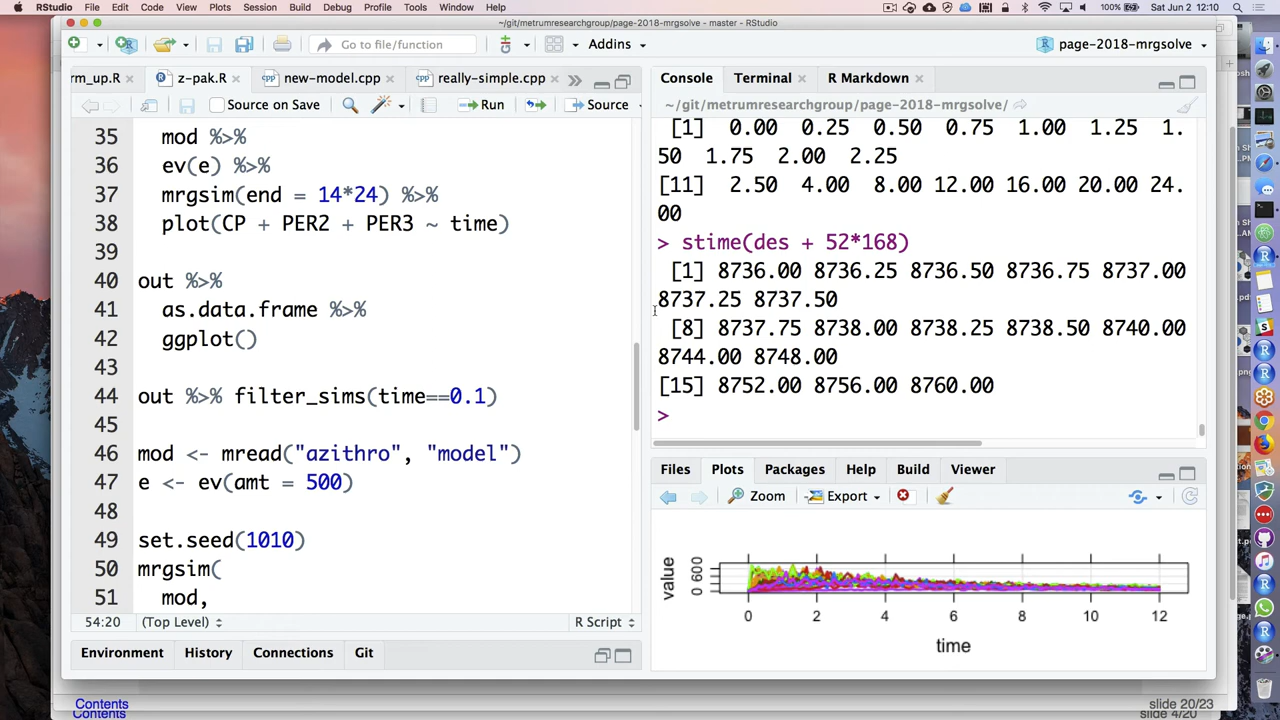 RStudio File Edit Code View Plots Session Build Debug Profile Tools Window Help 100% Sat Jun 2 12:10
~/git/metrumresearchgroup/page-2018-mrgsolve - master - RStudio
Go to file/function Addins page-2018-mrgsolve
rm_up.R z-pak.R new-model.cpp really-simple.cpp
Source on Save Run Source
35 mod %>%
36 ev(e) %>%
37 mrgsim(end = 14*24) %>%
38 plot(CP + PER2 + PER3 ~ time)
39
40 out %>%
41 as.data.frame %>%
42 ggplot()
43
44 out %>% filter_sims(time==0.1)
45
46 mod <- mread("azithro", "model")
47 e <- ev(amt = 500)
48
49 set.seed(1010)
50 mrgsim(
51 mod,
54:20 (Top Level) R Script
Environment History Connections Git
Console Terminal R Markdown
~/git/metrumresearchgroup/page-2018-mrgsolve/
[1] 0.00 0.25 0.50 0.75 1.00 1.25 1.
50 1.75 2.00 2.25
[11] 2.50 4.00 8.00 12.00 16.00 20.00 24.
00
> stime(des + 52*168)
[1] 8736.00 8736.25 8736.50 8736.75 8737.00
8737.25 8737.50
[8] 8737.75 8738.00 8738.25 8738.50 8740.00
8744.00 8748.00
[15] 8752.00 8756.00 8760.00
>
Files Plots Packages Help Build Viewer
Zoom Export
value
0 600
0 2 4 6 8 10 12
time
Contents
Contents
slide 20/23
slide 4/20